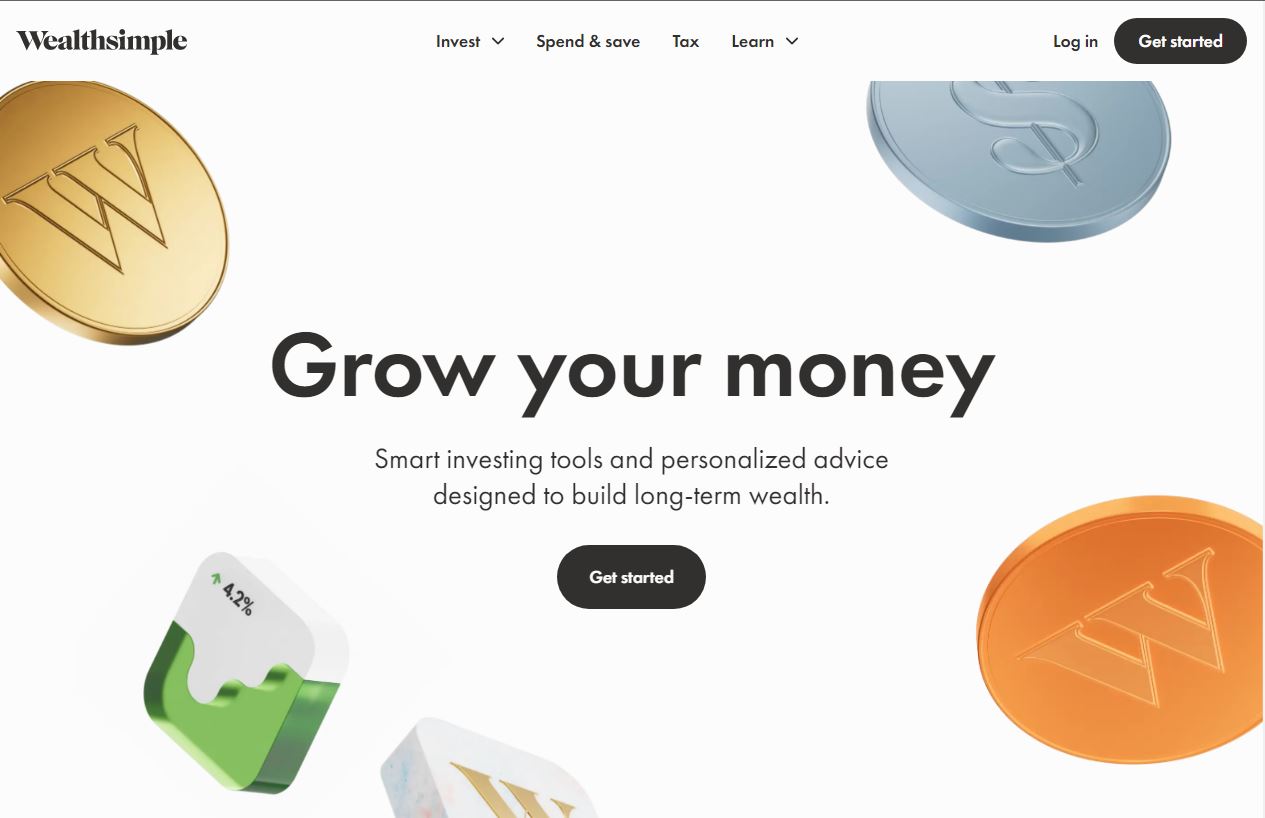 Wealthsimple
Invest
Spend & save
Tax
Learn
Log in
Get started
W
$
Grow your money
Smart investing tools and personalized advice
designed to build long-term wealth.
Get started
4.2%
W
W